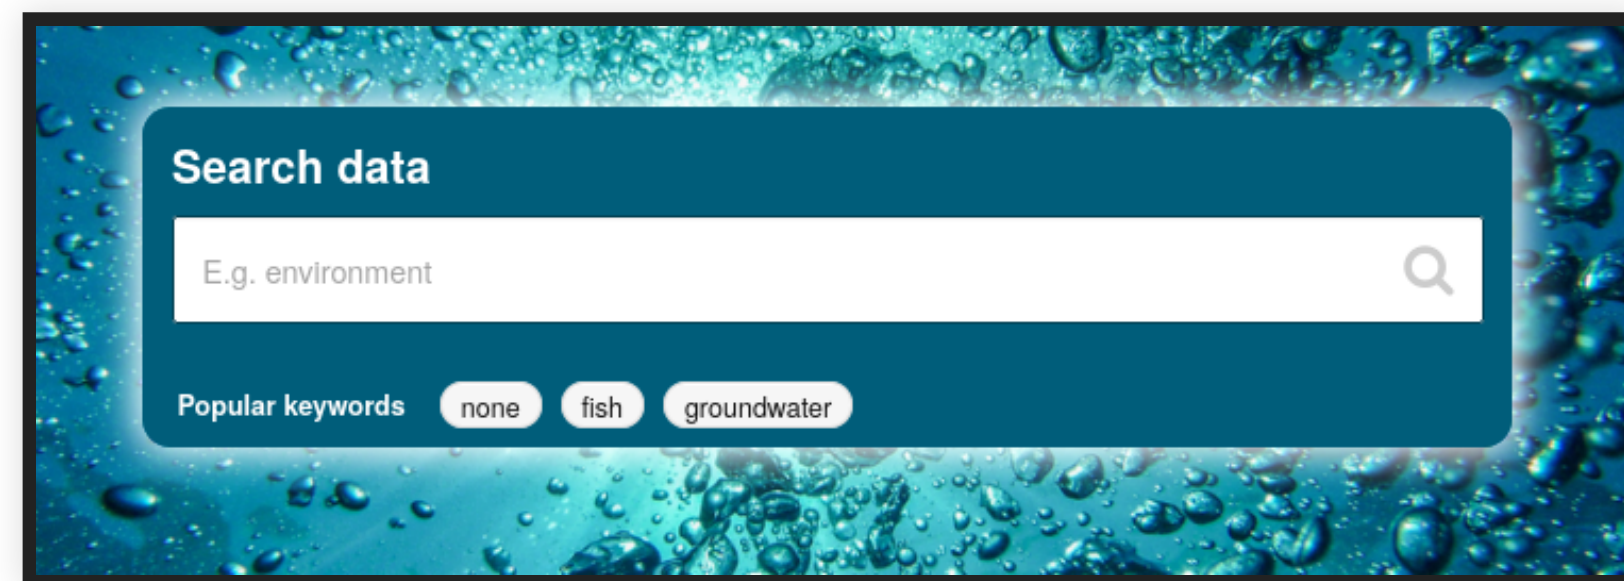 Search data
E.g. environment
Popular keywords none fish groundwater